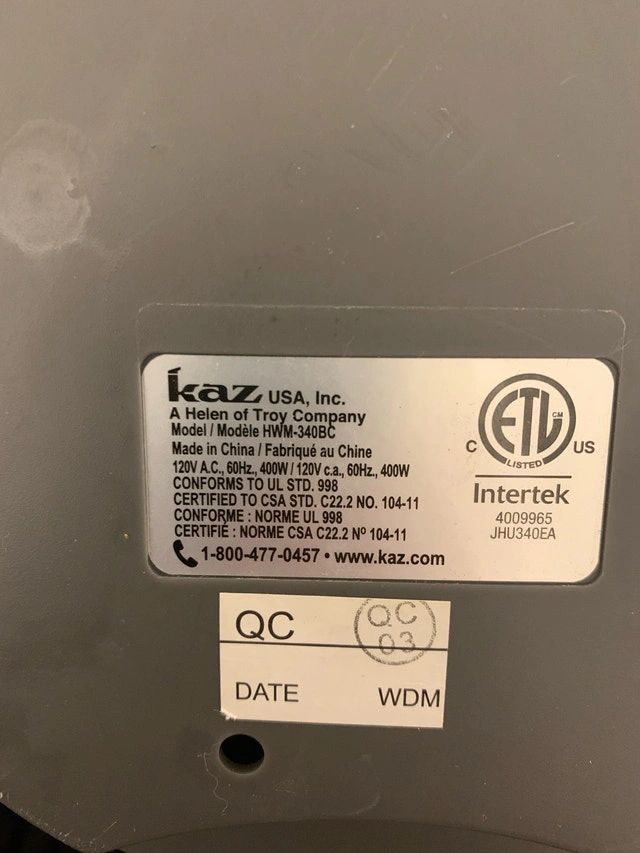 kaz USA, Inc.
A Helen of Troy Company
Model / Modèle HWM-340BC
Made in China / Fabriqué au Chine
120V A.C., 60Hz, 400W / 120V c.a., 60Hz., 400W
CONFORMS TO UL STD. 998
CERTIFIED TO CSA STD. C22.2 NO. 104-11
CONFORME : NORME UL 998
CERTIFIÉ : NORME CSA C22.2 Nº 104-11
1-800-477-0457 • www.kaz.com
ETL CM
C US
LISTED
Intertek
4009965
JHU340EA
QC
QC
03
DATE WDM